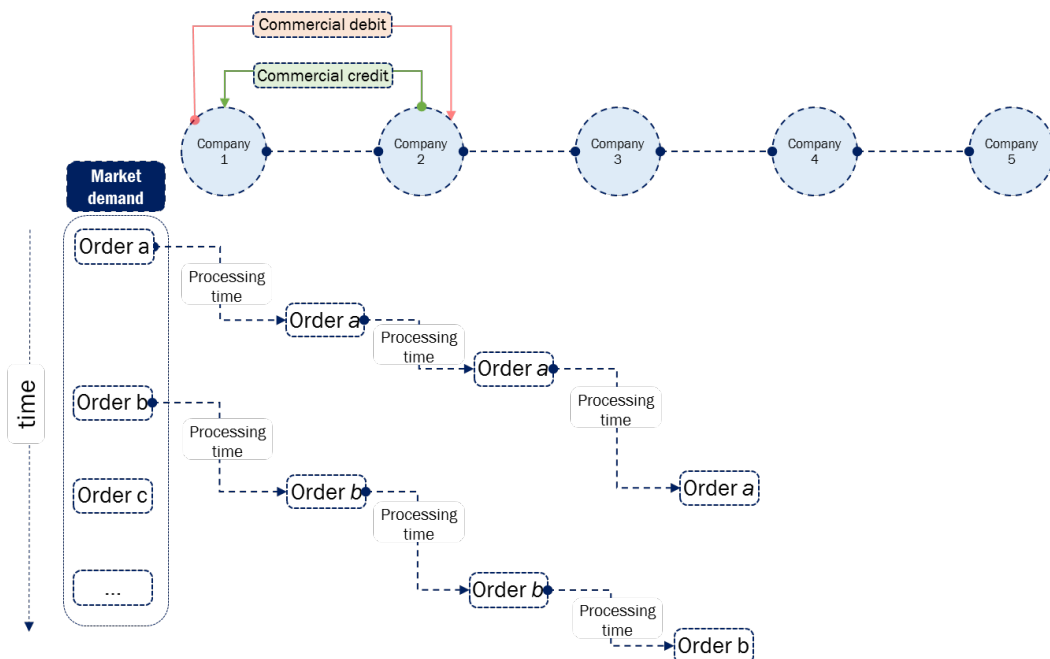 Commercial debit
Commercial credit
Company
1
Company
2
Company
3
Company
4
Company
5
Market
demand
Order a
Processing
time
Order a
Processing
time
Order a
time
Order b
Processing
time
Processing
time
Order c
Order b
Order a
Processing
time
...
Order b
Processing
time
Order b